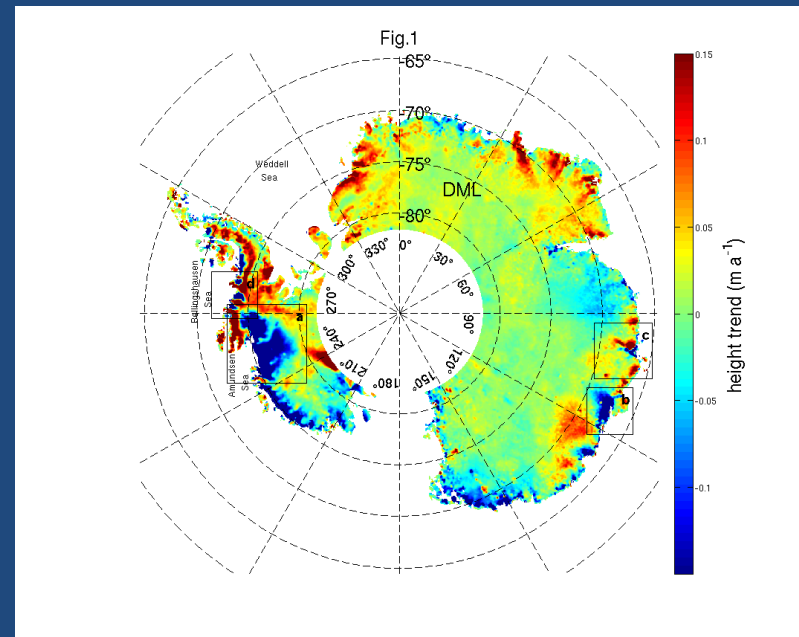 Fig.1
-65°
-70°
-75°
-80°
Weddell
Sea
DML
0°
30°
60°
90°
120°
150°
180°
210°
240°
270°
300°
330°
Bellingshausen
Sea
Amundsen
Sea
d
a
c
b
0.15
0.1
0.05
0
-0.05
-0.1
height trend (m a⁻¹)